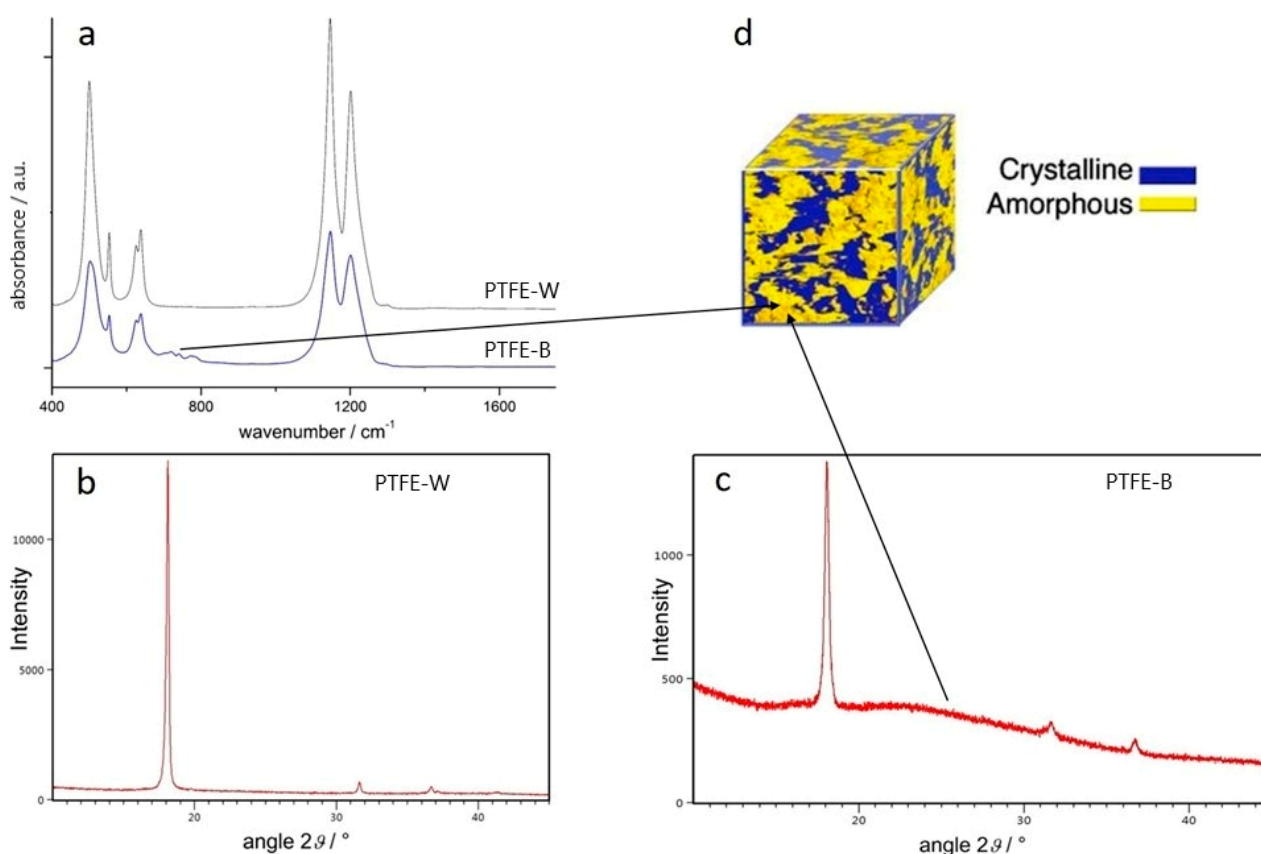 a
absorbance / a.u.
PTFE-W
PTFE-B
400 800 1200 1600
wavenumber / cm⁻¹
d
Crystalline
Amorphous
b
PTFE-W
Intensity
10000
5000
0
20 30 40
angle 2ϑ / °
c
PTFE-B
Intensity
1000
500
0
20 30 40
angle 2ϑ / °